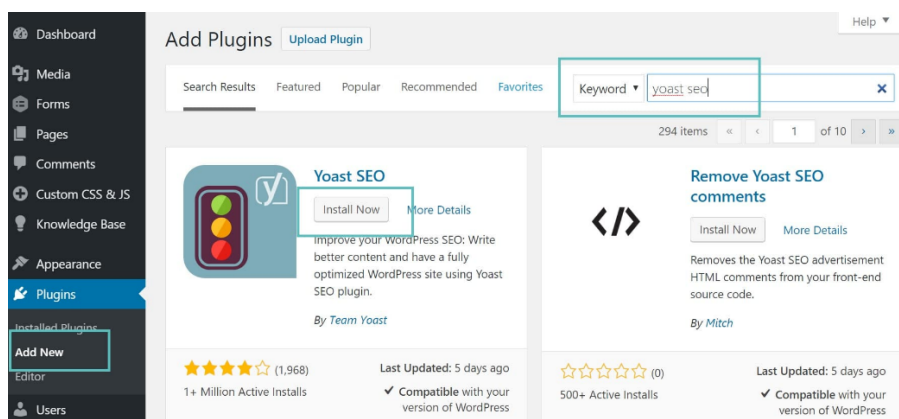 Help ▼
Dashboard
Media
Forms
Pages
Comments
Custom CSS & JS
Knowledge Base
Appearance
Plugins
Installed Plugins
Add New
Editor
Users
Add Plugins Upload Plugin
Search Results Featured Popular Recommended Favorites Keyword ▼ yoast seo ×
294 items « ‹ 1 of 10 › »
Yoast SEO
Install Now More Details
Improve your WordPress SEO: Write
better content and have a fully
optimized WordPress site using Yoast
SEO plugin.
By Team Yoast
(1,968)
1+ Million Active Installs
Last Updated: 5 days ago
✔ Compatible with your
version of WordPress
Remove Yoast SEO
comments
Install Now More Details
Removes the Yoast SEO advertisement
HTML comments from your front-end
source code.
By Mitch
(0)
500+ Active Installs
Last Updated: 5 days ago
✔ Compatible with your
version of WordPress